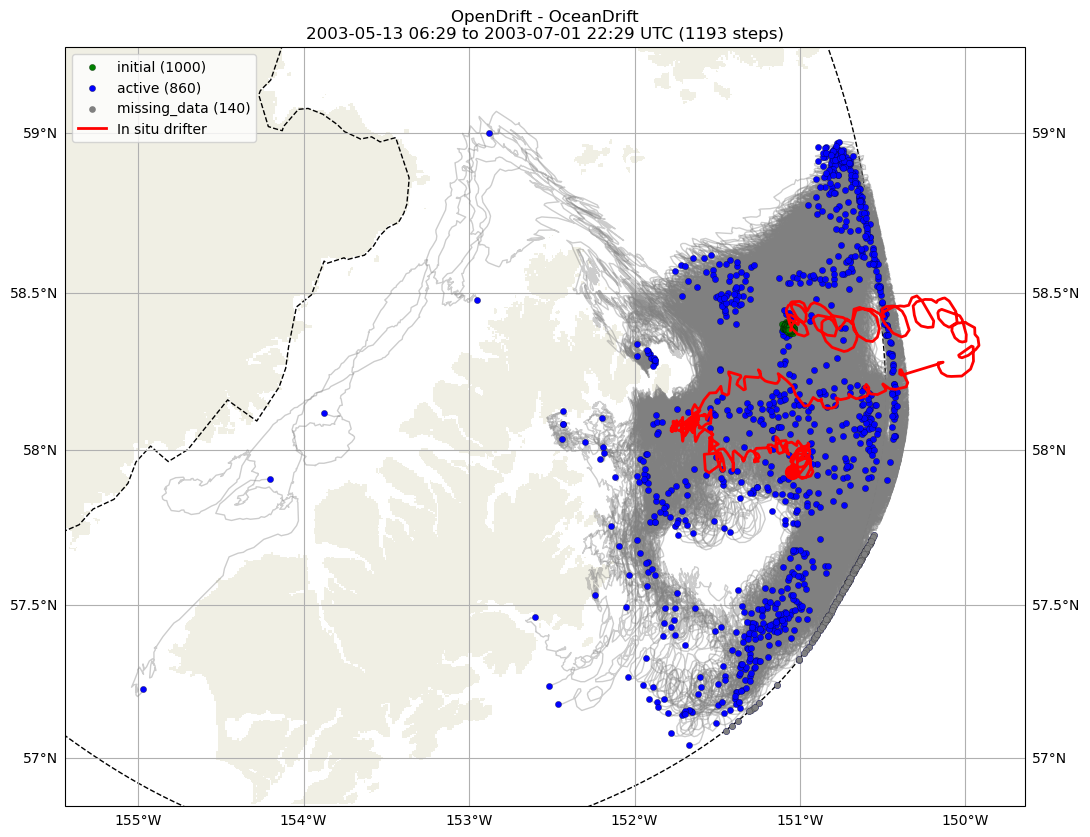 OpenDrift - OceanDrift
2003-05-13 06:29 to 2003-07-01 22:29 UTC (1193 steps)
initial (1000)
active (860)
missing_data (140)
In situ drifter
59°N
59°N
58.5°N
58.5°N
58°N
58°N
57.5°N
57.5°N
57°N
57°N
155°W
154°W
153°W
152°W
151°W
150°W